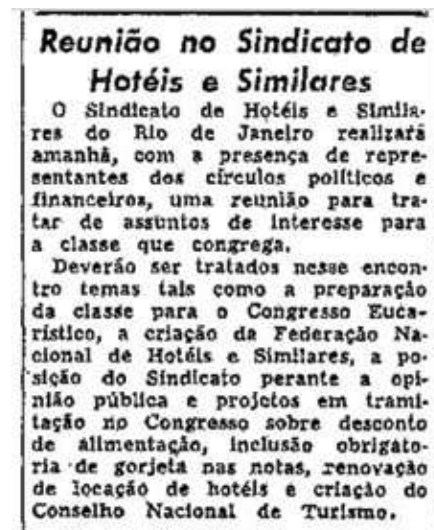 Reunião no Sindicato de
Hotéis e Similares
O Sindicato de Hotéis e Simila-
res do Rio de Janeiro realizará
amanhã, com a presença de repre-
sentantes dos círculos políticos e
financeiros, uma reunião para tra-
tar de assuntos de interesse para
a classe que congrega.
Deverão ser tratados nesse encon-
tro temas tais como a preparação
da classe para o Congresso Euca-
rístico, a criação da Federação Na-
cional de Hotéis e Similares, a po-
sição do Sindicato perante a opi-
nião pública e projetos em trami-
tação no Congresso sobre desconto
de alimentação, inclusão obrigato-
ria de gorjeta nas notas, renovação
de locação de hotéis e criação do
Conselho Nacional de Turismo.